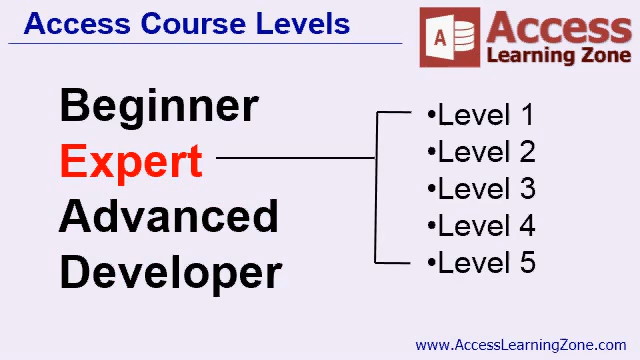 Access Course Levels
A
Access
Learning Zone
Beginner
Expert
Advanced
Developer
•Level 1
•Level 2
•Level 3
•Level 4
•Level 5
www.AccessLearningZone.com